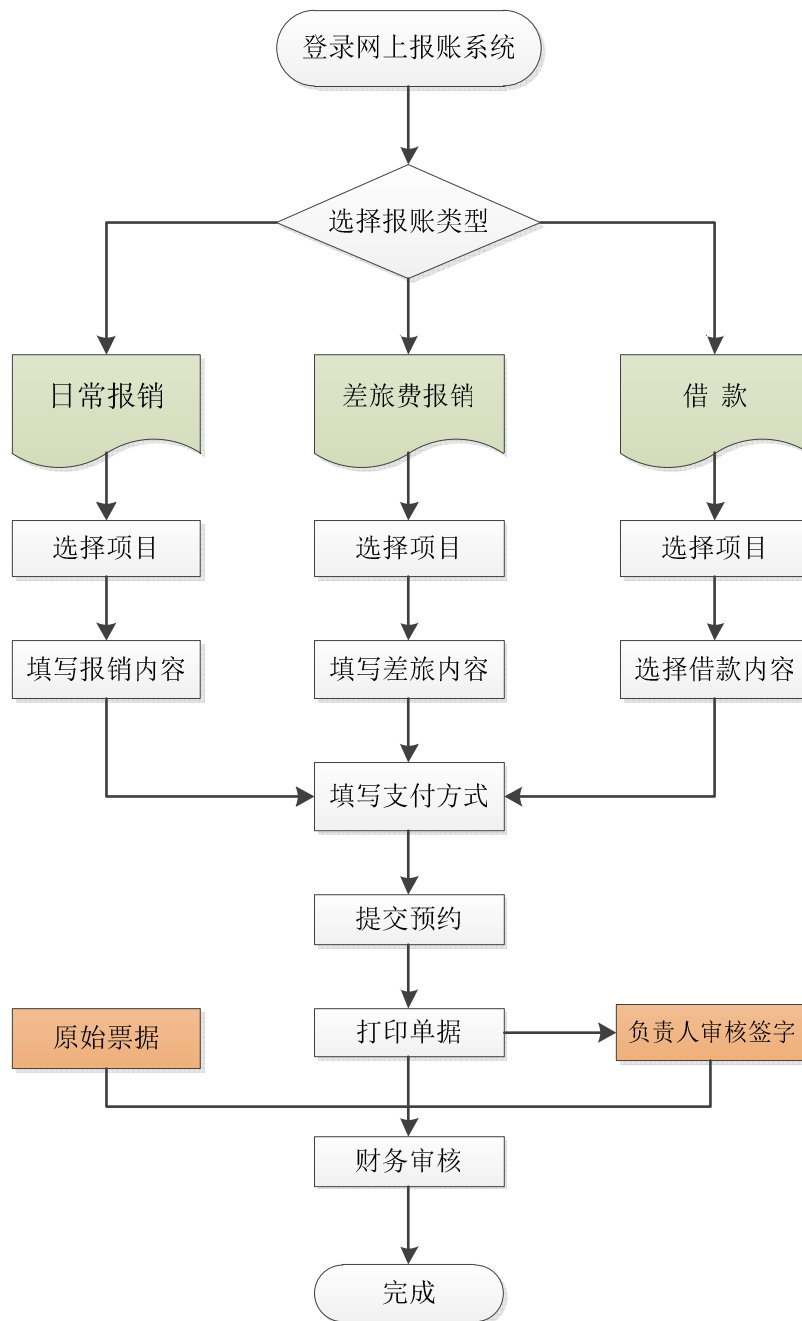 登录网上报账系统
选择报账类型
日常报销
差旅费报销
借 款
选择项目
选择项目
选择项目
填写报销内容
填写差旅内容
选择借款内容
填写支付方式
提交预约
原始票据
打印单据
负责人审核签字
财务审核
完成